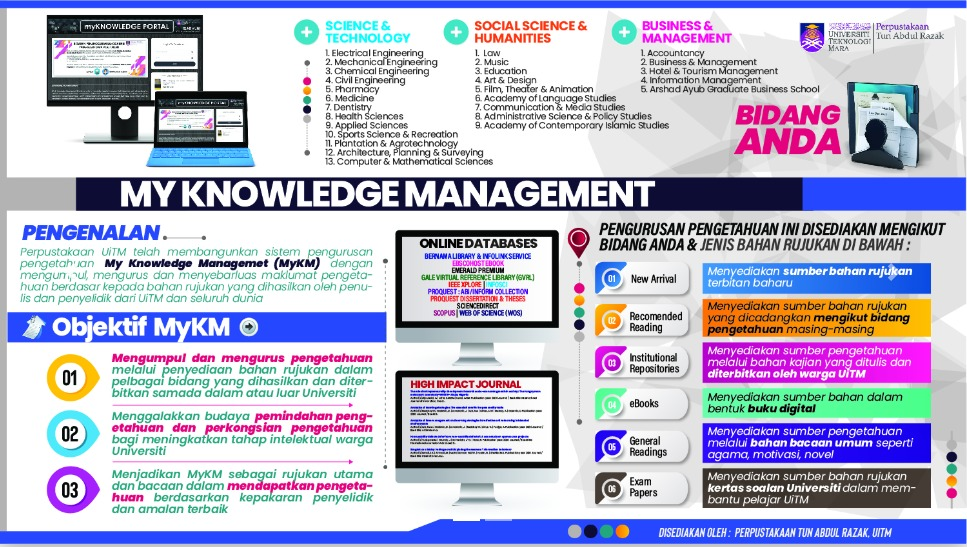 myKNOWLEDGE PORTAL
myKNOWLEDGE PORTAL
SCIENCE &
TECHNOLOGY
1. Electrical Engineering
2. Mechanical Engineering
3. Chemical Engineering
4. Civil Engineering
5. Pharmacy
6. Medicine
7. Dentistry
8. Health Sciences
9. Applied Sciences
10. Sports Science & Recreation
11. Plantation & Agrotechnology
12. Architecture, Planning & Surveying
13. Computer & Mathematical Sciences
SOCIAL SCIENCE &
HUMANITIES
1. Law
2. Music
3. Education
4. Art & Design
5. Film, Theater & Animation
6. Academy of Language Studies
7. Communication & Media Studies
8. Administrative Science & Policy Studies
9. Academy of Contemporary Islamic Studies
BUSINESS &
MANAGEMENT
1. Accountancy
2. Business & Management
3. Hotel & Tourism Management
4. Information Management
5. Arshad Ayub Graduate Business School
UNIVERSITI
TEKNOLOGI
MARA
Perpustakaan
Tun Abdul Razak
BIDANG
ANDA
MY KNOWLEDGE MANAGEMENT
PENGENALAN
Perpustakaan UiTM telah membangunkan sistem pengurusan
pengetahuan My Knowledge Managemet (MyKM) dengan
mengumpul, mengurus dan menyebarluas maklumat pengeta-
huan berdasar kepada bahan rujukan yang dihasilkan oleh penu-
lis dan penyelidik dari UiTM dan seluruh dunia
Objektif MyKM
01
Mengumpul dan mengurus pengetahuan
melalui penyediaan bahan rujukan dalam
pelbagai bidang yang dihasilkan dan diter-
bitkan samada dalam atau luar Universiti
02
Menggalakkan budaya pemindahan peng-
etahuan dan perkongsian pengetahuan
bagi meningkatkan tahap intelektual warga
Universiti
03
Menjadikan MyKM sebagai rujukan utama
dan bacaan dalam mendapatkan pengeta-
huan berdasarkan kepakaran penyelidik
dan amalan terbaik
ONLINE DATABASES
BERNAMA LIBRARY & INFOLINK SERVICE
EBSCOHOST EBOOK
EMERALD PREMIUM
GALE VIRTUAL REFERENCE LIBRARY (GVRL)
IEEE XPLORE | INFOSCI
PROQUEST : ABI/INFORM COLLECTION
PROQUEST DISSERTATION & THESES
SCIENCEDIRECT
SCOPUS | WEB OF SCIENCE (WOS)
HIGH IMPACT JOURNAL
PENGURUSAN PENGETAHUAN INI DISEDIAKAN MENGIKUT
BIDANG ANDA & JENIS BAHAN RUJUKAN DI BAWAH :
01
New Arrival
Menyediakan sumber bahan rujukan
terbitan baharu
02
Recomended
Reading
Menyediakan sumber bahan rujukan
yang dicadangkan mengikut bidang
pengetahuan masing-masing
03
Institutional
Repositories
Menyediakan sumber pengetahuan
melalui bahan kajian yang ditulis dan
diterbitkan oleh warga UiTM
04
eBooks
Menyediakan sumber bahan dalam
bentuk buku digital
05
General
Readings
Menyediakan sumber pengetahuan
melalui bahan bacaan umum seperti
agama, motivasi, novel
06
Exam
Papers
Menyediakan sumber bahan rujukan
kertas soalan Universiti dalam mem-
bantu pelajar UiTM
DISEDIAKAN OLEH : PERPUSTAKAAN TUN ABDUL RAZAK, UITM